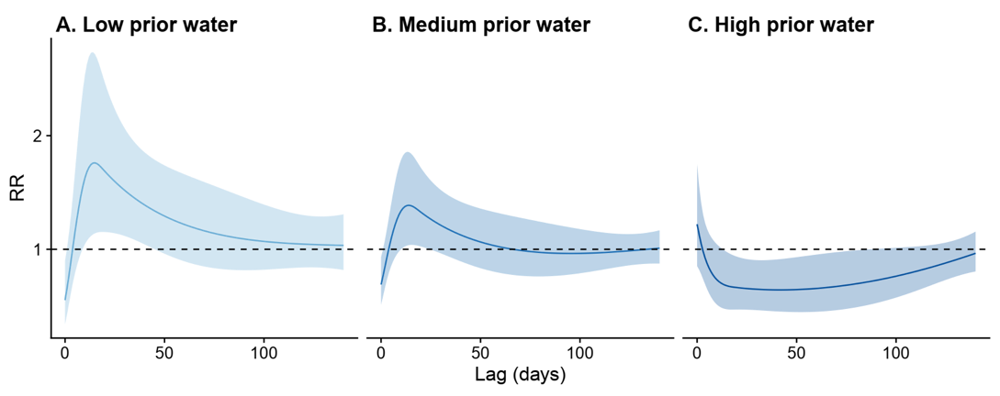 A. Low prior water
B. Medium prior water
C. High prior water
RR
2
1
0 50 100
0 50 100
0 50 100
Lag (days)